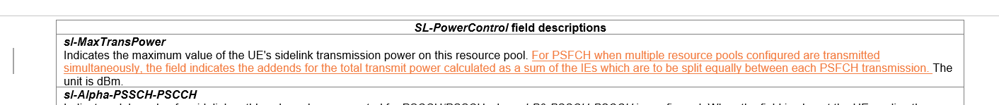 SL-PowerControl field descriptions
sl-MaxTransPower
Indicates the maximum value of the UE's sidelink transmission power on this resource pool. For PSFCH when multiple resource pools configured are transmitted
simultaneously, the field indicates the addends for the total transmit power calculated as a sum of the IEs which are to be split equally between each PSFCH transmission. The
unit is dBm.
sl-Alpha-PSSCH-PSCCH